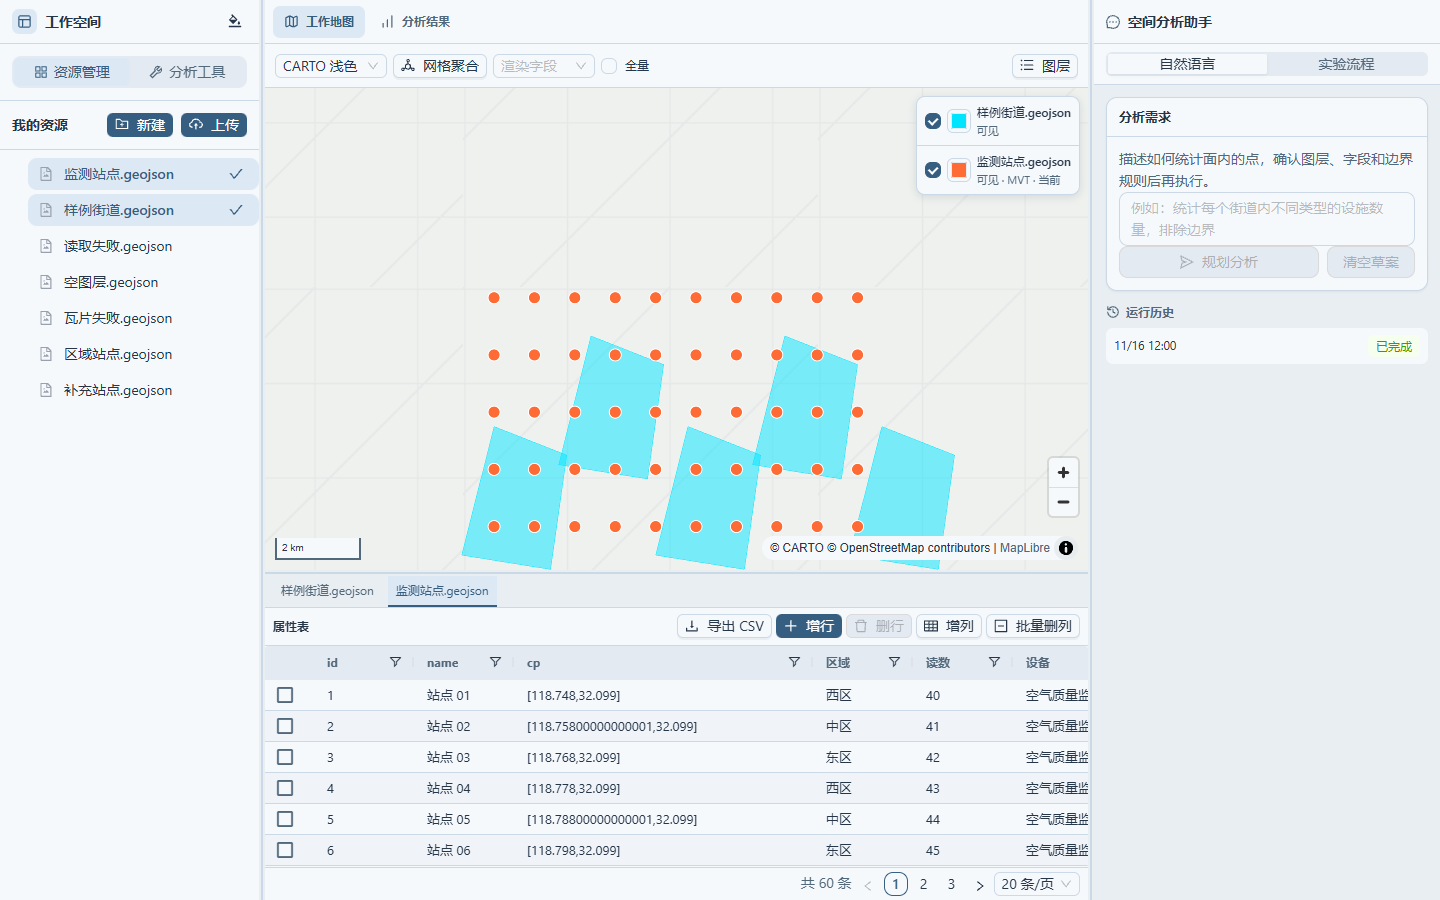 工作空间
资源管理
分析工具
我的资源
新建
上传
监测站点.geojson
样例街道.geojson
读取失败.geojson
空图层.geojson
瓦片失败.geojson
区域站点.geojson
补充站点.geojson
工作地图
分析结果
CARTO 浅色
网格聚合
渲染字段
全量
图层
样例街道.geojson
可见
监测站点.geojson
可见 · MVT · 当前
2 km
© CARTO © OpenStreetMap contributors | MapLibre
样例街道.geojson
监测站点.geojson
属性表
导出 CSV
增行
删行
增列
批量删列
id name cp 区域 读数 设备
1 站点 01 [118.748,32.099] 西区 40 空气质量监
2 站点 02 [118.75800000000001,32.099] 中区 41 空气质量监
3 站点 03 [118.768,32.099] 东区 42 空气质量监
4 站点 04 [118.778,32.099] 西区 43 空气质量监
5 站点 05 [118.78800000000001,32.099] 中区 44 空气质量监
6 站点 06 [118.798,32.099] 东区 45 空气质量监
共 60 条 1 2 3 20 条/页
空间分析助手
自然语言
实验流程
分析需求
描述如何统计面内的点，确认图层、字段和边界
规则后再执行。
例如：统计每个街道内不同类型的设施数
量，排除边界
规划分析
清空草案
运行历史
11/16 12:00
已完成